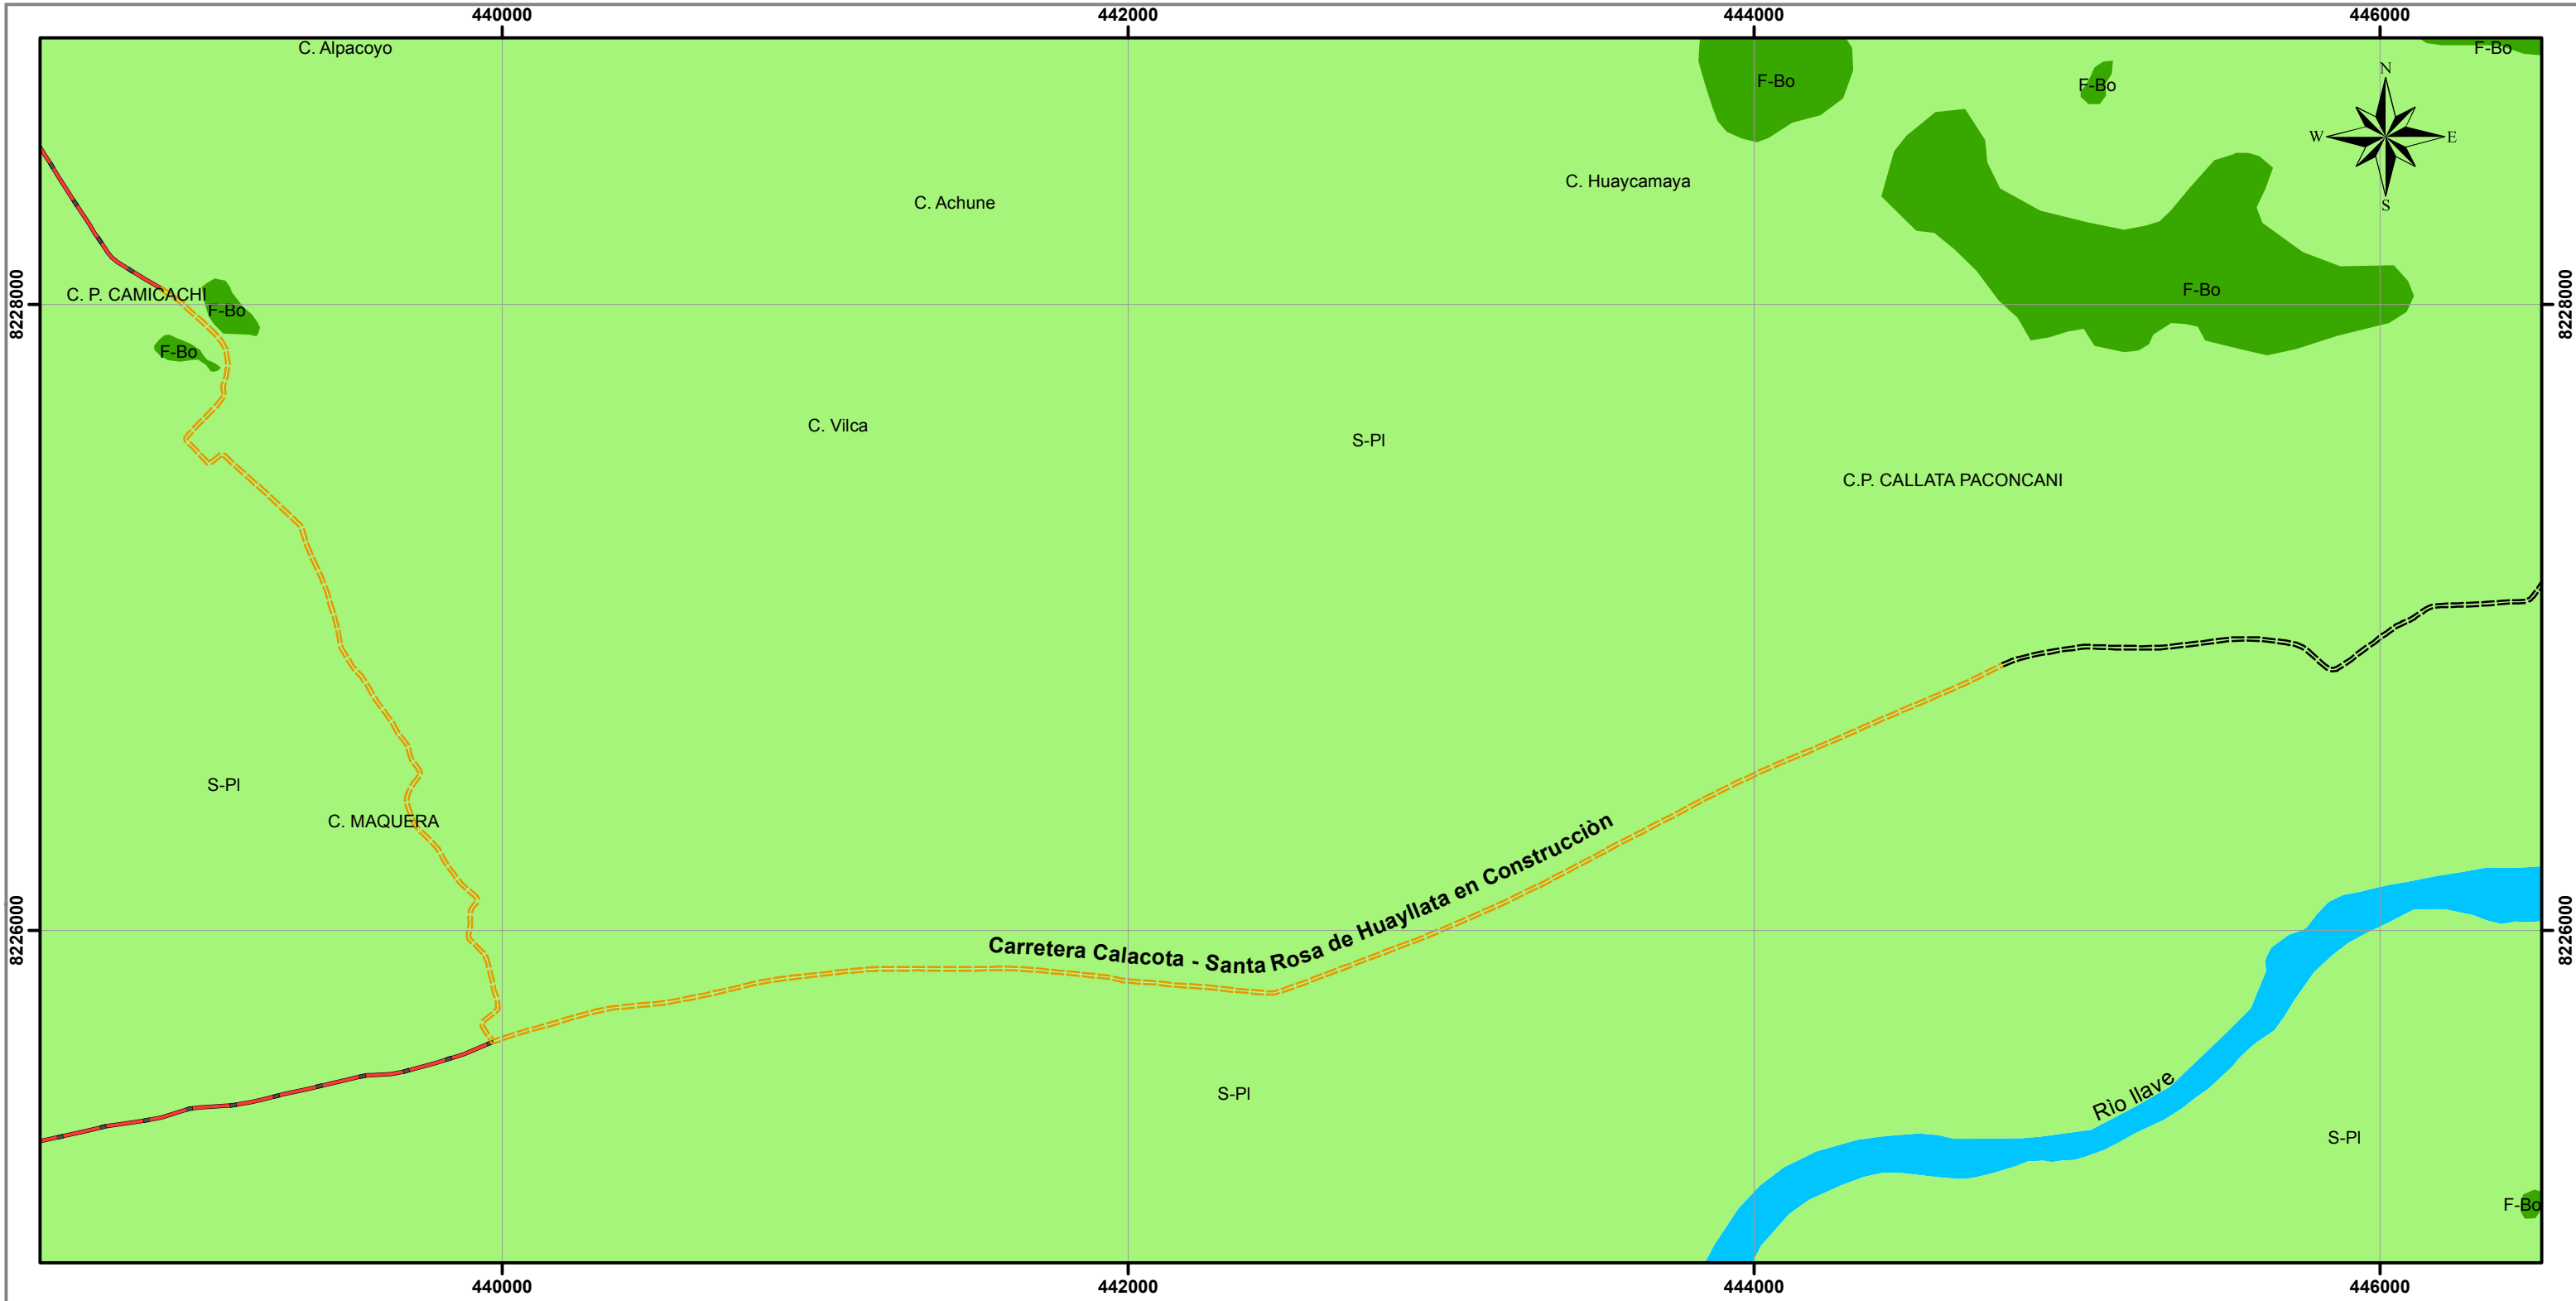 440000 442000 444000 446000
C. Alpacoyo
F-Bo
F-Bo
F-Bo
N
W E
S
C. Huaycamaya
C. Achune
8228000
C. P. CAMICACHI
F-Bo
F-Bo
F-Bo
8228000
C. Vilca
S-Pl
C.P. CALLATA PACONCANI
S-Pl
C. MAQUERA
Carretera Calacota - Santa Rosa de Huayllata en Construcciòn
8226000
8226000
S-Pl
Rìo Ilave
S-Pl
F-Bo
440000 442000 444000 446000